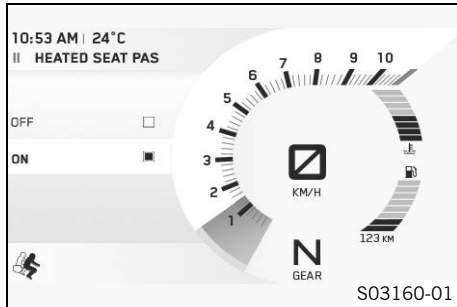 10:53 AM | 24°C
HEATED SEAT PAS
OFF
ON
1
2
3
4
5
6
7
8
9
10
0
KM/H
N
GEAR
123 KM
S03160-01